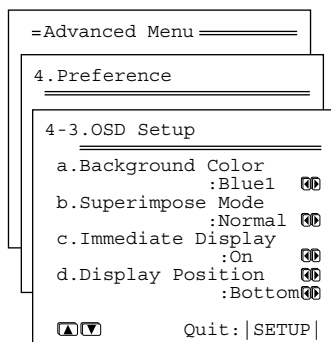 =Advanced Menu
4.Preference
4-3.OSD Setup
a.Background Color
:Blue1
b.Superimpose Mode
:Normal
c.Immediate Display
:On
d.Display Position
:Bottom
Quit:|SETUP|